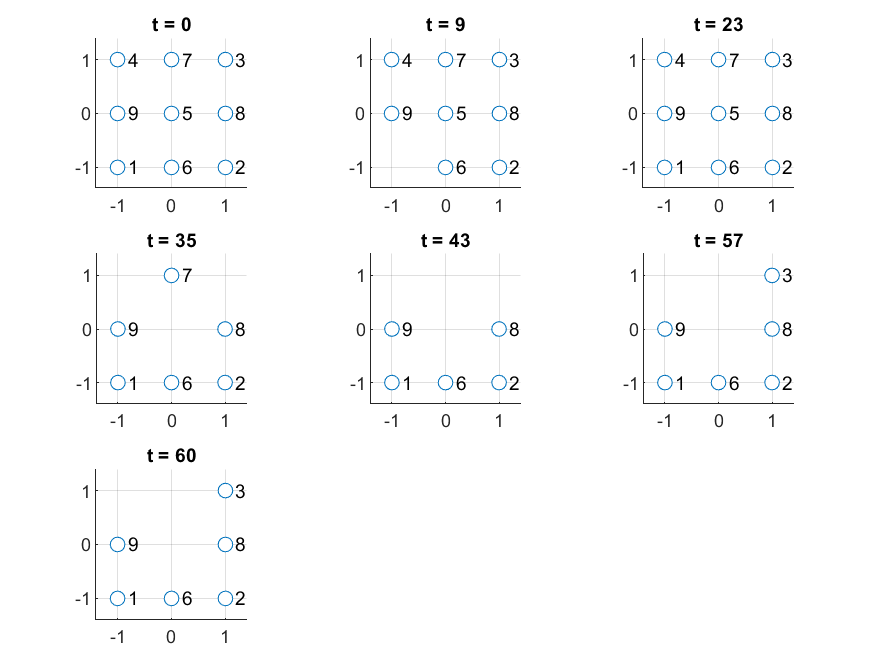 t = 0 t = 9 t = 23
1 4 7 3 1 4 7 3 1 4 7 3
0 9 5 8 0 9 5 8 0 9 5 8
-1 1 6 2 -1 6 2 -1 1 6 2
-1 0 1 -1 0 1 -1 0 1
t = 35 t = 43 t = 57
1 7 1 1 3
0 9 8 0 9 8 0 9 8
-1 1 6 2 -1 1 6 2 -1 1 6 2
-1 0 1 -1 0 1 -1 0 1
t = 60
1 3
0 9 8
-1 1 6 2
-1 0 1